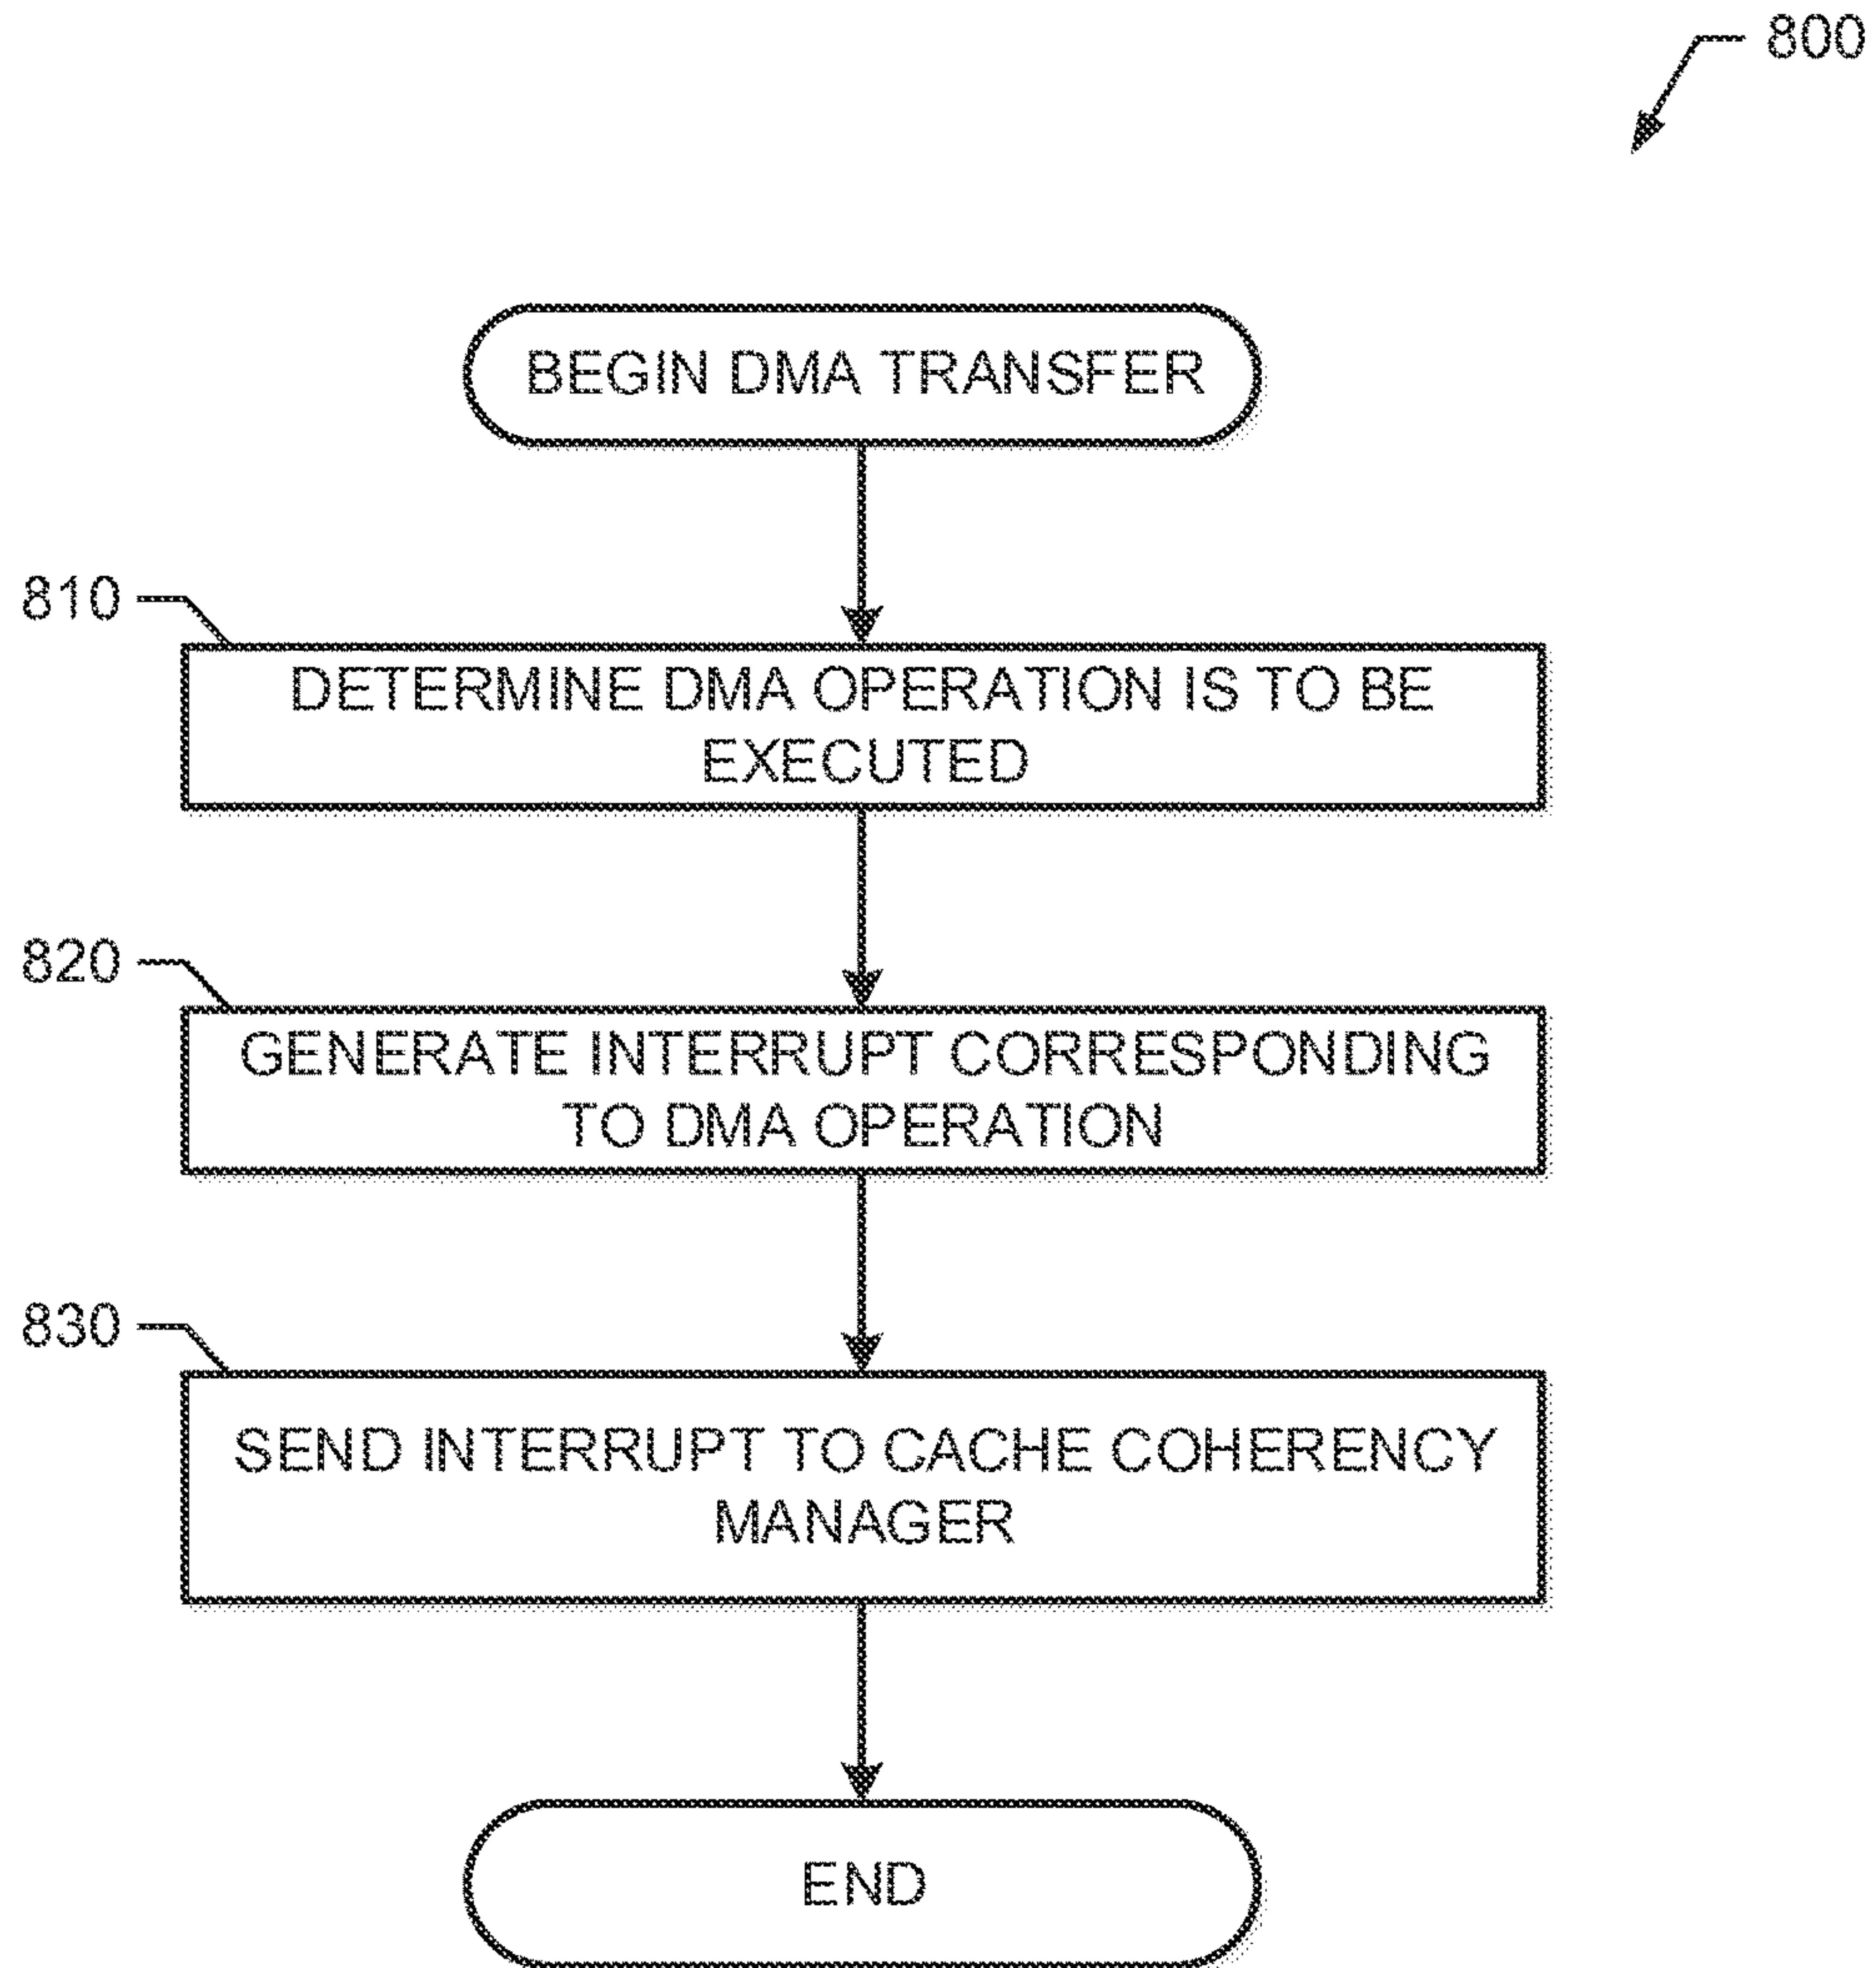 800
BEGIN DMA TRANSFER
810
DETERMINE DMA OPERATION IS TO BE
EXECUTED
820
GENERATE INTERRUPT CORRESPONDING
TO DMA OPERATION
830
SEND INTERRUPT TO CACHE COHERENCY
MANAGER
END